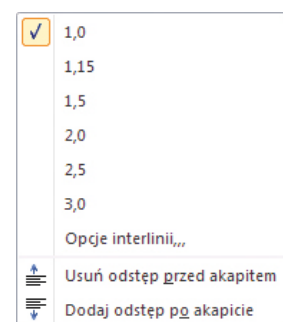 1,0
1,15
1,5
2,0
2,5
3,0
Opcje interlinii,,,
Usuń odstęp przed akapitem
Dodaj odstęp po akapicie